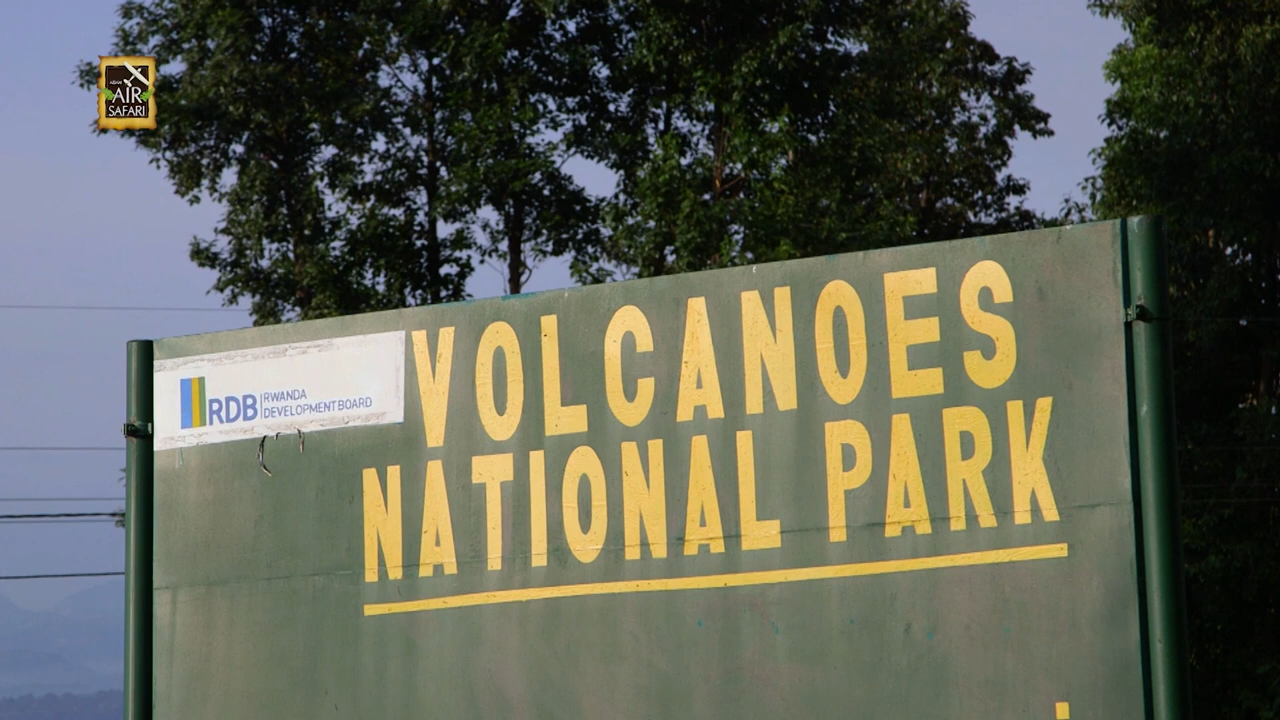 AIR
SAFARI
RDB
RWANDA
DEVELOPMENT BOARD
VOLCANOES
NATIONAL PARK